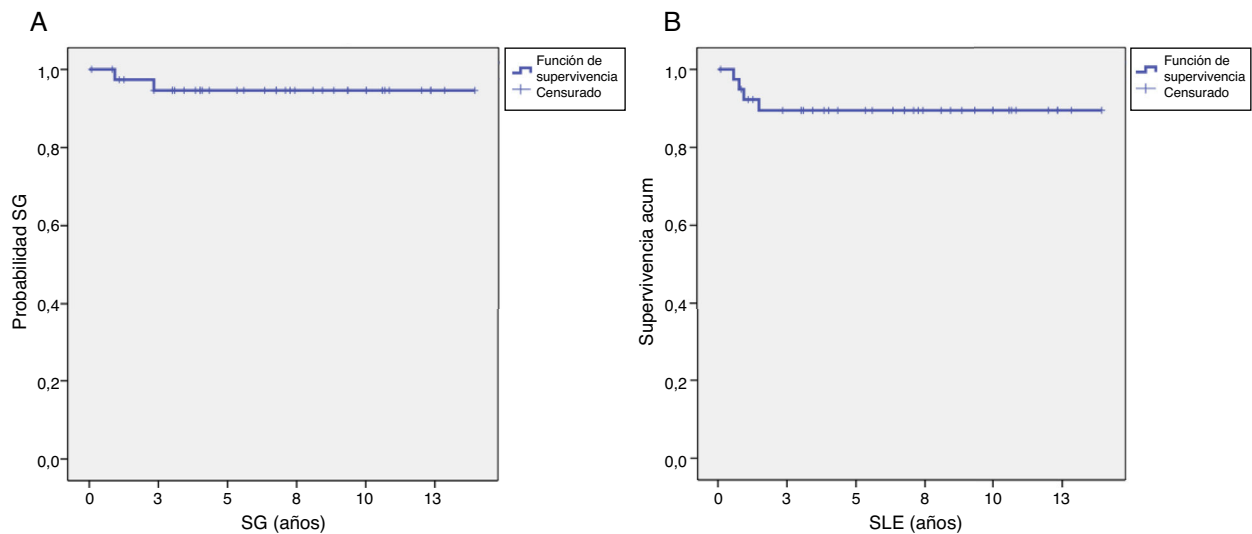 A
Función de
supervivencia
Censurado
1,0
0,8
0,6
0,4
0,2
0,0
Probabilidad SG
0 3 5 8 10 13
SG (años)
B
Función de
supervivencia
Censurado
1,0
0,8
0,6
0,4
0,2
0,0
Supervivencia acum
0 3 5 8 10 13
SLE (años)